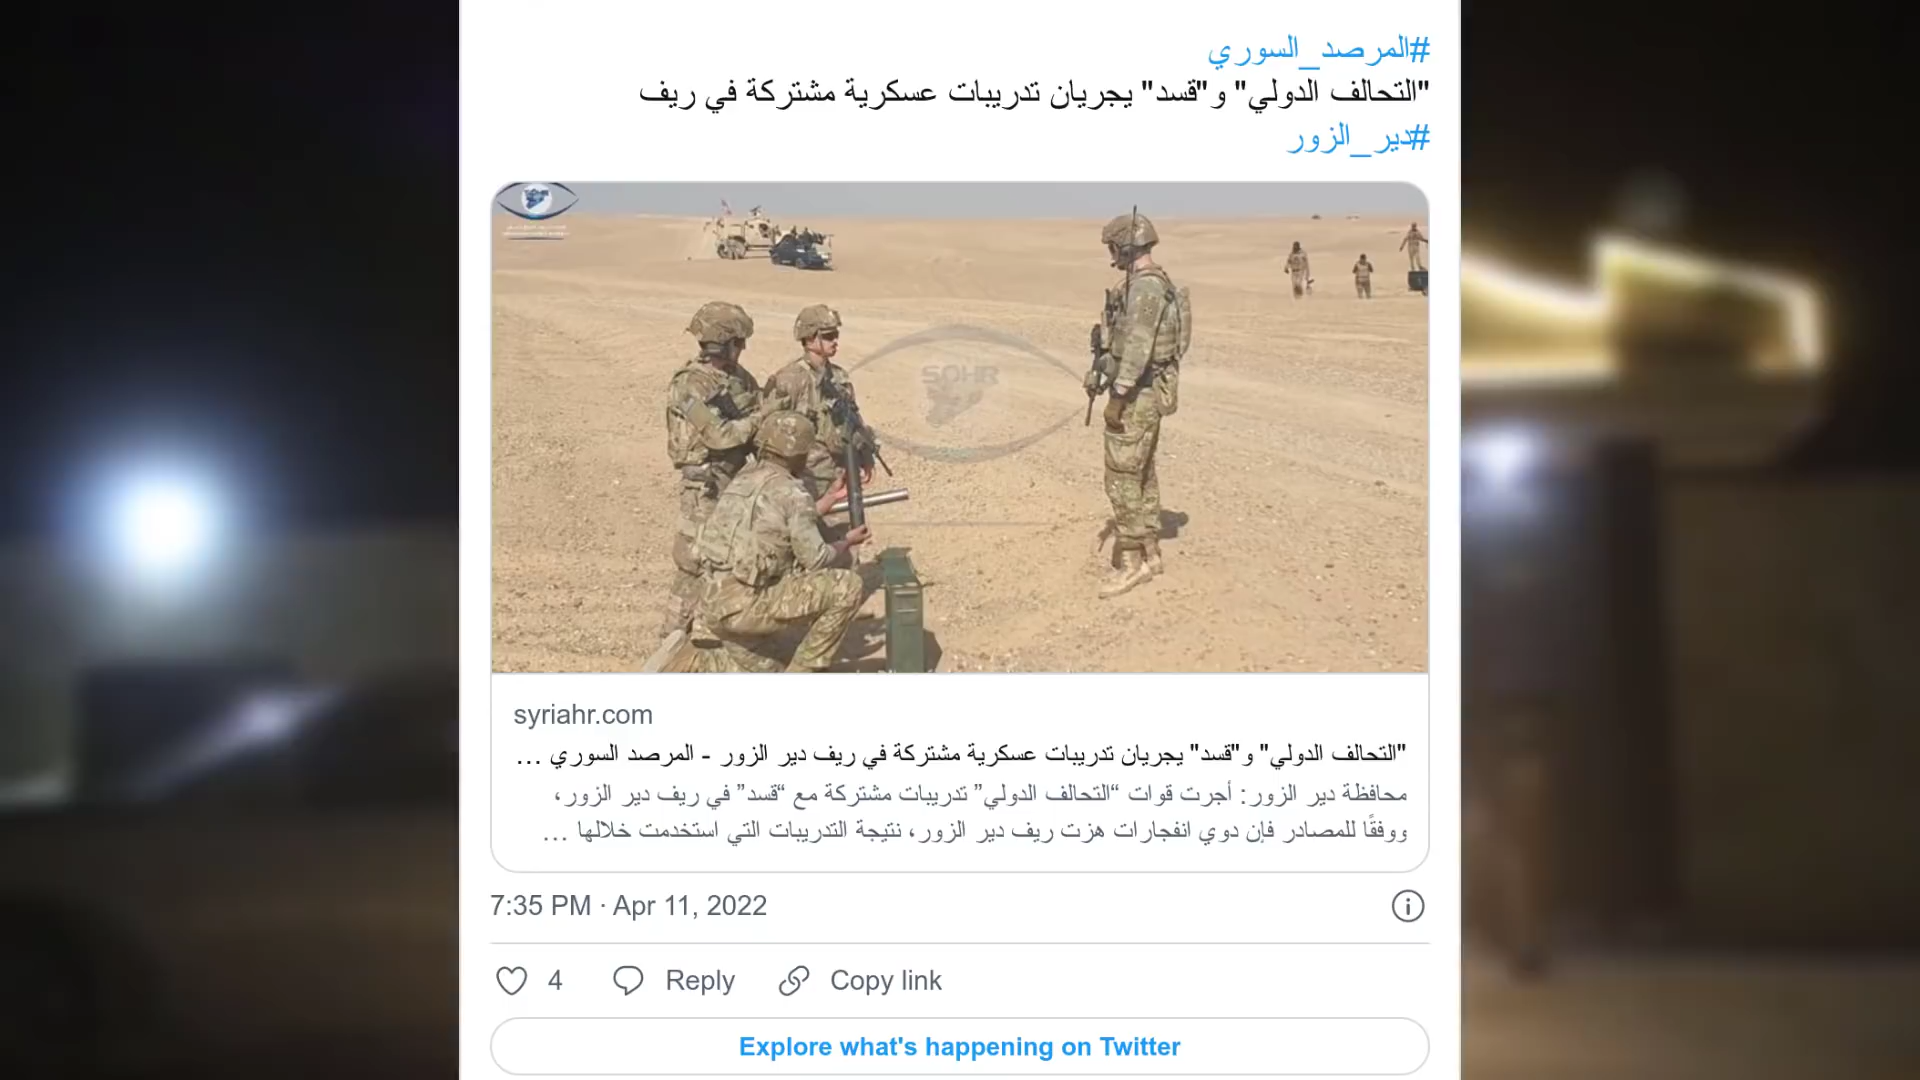 #المرصد_السوري
"التحالف الدولي" و"قسد" يجريان تدريبات عسكرية مشتركة في ريف
#دير_الزور
SOHR
syriahr.com
"التحالف الدولي" و"قسد" يجريان تدريبات عسكرية مشتركة في ريف دير الزور - المرصد السوري ...
محافظة دير الزور: أجرت قوات “التحالف الدولي” تدريبات مشتركة مع “قسد” في ريف دير الزور،
ووفقًا للمصادر فإن دوي انفجارات هزت ريف دير الزور، نتيجة التدريبات التي استخدمت خلالها ...
7:35 PM · Apr 11, 2022
4 Reply Copy link
Explore what's happening on Twitter